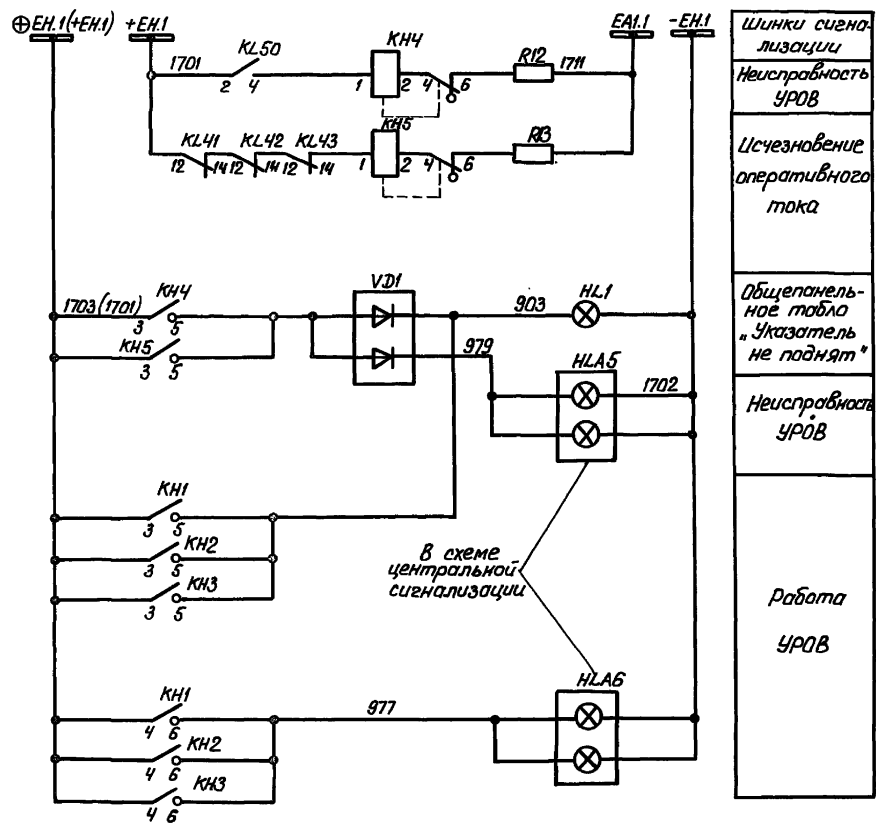 ⊕EH.1(+EH.1) +EH.1 EA1.1 -EH.1
Шинки сигна-
лизации
1701 KL50 KH4 R12 1711
2 4 1 2 4 6
Неисправность
УРОВ
KL41 KL42 KL43 KH5 R13
12 14 12 14 12 14 1 2 4 6
Исчезновение
оперативного
тока
VD1
1703(1701) KH4 903 HL1
3 5
KH5 979
3 5
Общепанель-
ное табло
„Указатель
не поднят"
HLA5
1702
Неисправность
УРОВ
KH1
3 5
KH2
3 5
KH3
3 5
В схеме
центральной
сигнализации
Работа
УРОВ
HLA6
KH1 977
4 6
KH2
4 6
KH3
4 6